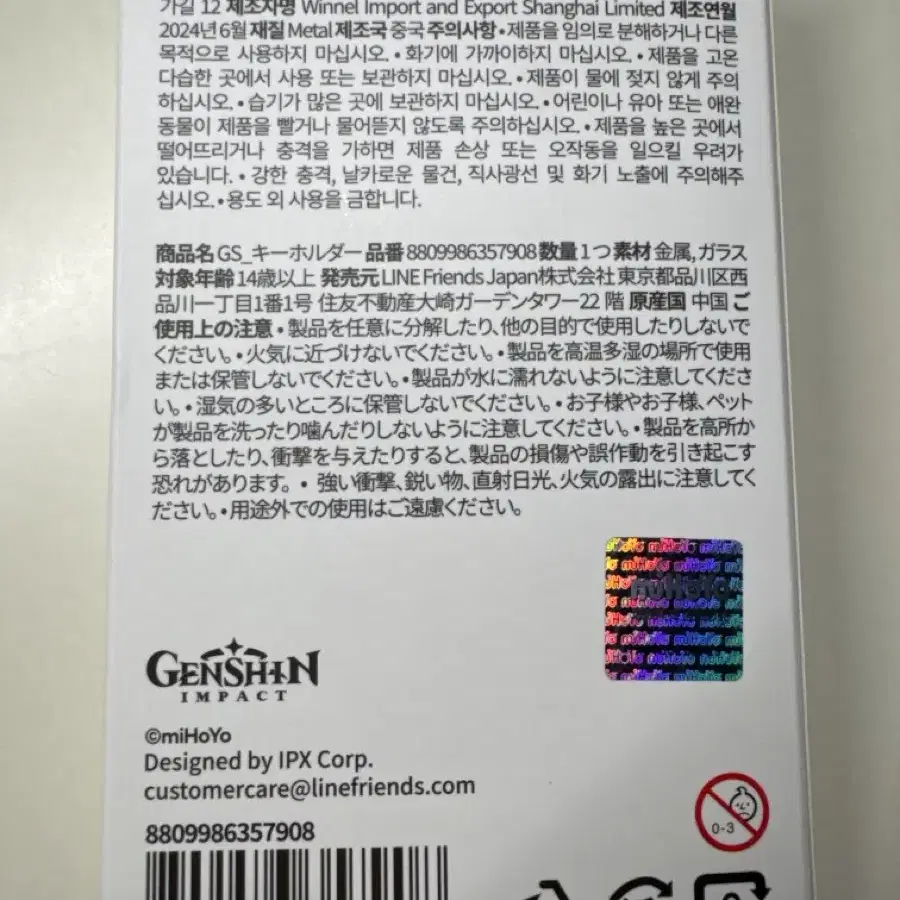 가길 12 제조자명 Winnel Import and Export Shanghai Limited 제조연월
2024년 6월 재질 Metal 제조국 중국 주의사항 • 제품을 임의로 분해하거나 다른
목적으로 사용하지 마십시오. • 화기에 가까이하지 마십시오. • 제품을 고온
다습한 곳에서 사용 또는 보관하지 마십시오. • 제품이 물에 젖지 않게 주의
하십시오. • 습기가 많은 곳에 보관하지 마십시오. • 어린이나 유아 또는 애완
동물이 제품을 빨거나 물어뜯지 않도록 주의하십시오. • 제품을 높은 곳에서
떨어뜨리거나 충격을 가하면 제품 손상 또는 오작동을 일으킬 우려가
있습니다. • 강한 충격, 날카로운 물건, 직사광선 및 화기 노출에 주의해주
십시오. • 용도 외 사용을 금합니다.
商品名 GS_キーホルダー 品番 8809986357908 数量 1つ 素材 金属, ガラス
対象年齢 14歳以上 発売元 LINE Friends Japan株式会社 東京都品川区西
品川一丁目1番1号 住友不動産大崎ガーデンタワー22 階 原産国 中国 ご
使用上の注意 • 製品を任意に分解したり、他の目的で使用したりしないで
ください。• 火気に近づけないでください。• 製品を高温多湿の場所で使用
または保管しないでください。• 製品が水に濡れないように注意してくださ
い。• 湿気の多いところに保管しないでください。• お子様やお子様、ペット
が製品を洗ったり噛んだりしないように注意してください。• 製品を高所か
ら落としたり、衝撃を与えたりすると、製品の損傷や誤作動を引き起こす
恐れがあります。 • 強い衝撃、鋭い物、直射日光、火気の露出に注意してく
ださい。• 用途外での使用はご遠慮ください。
miHoYo
GENSHIN
IMPACT
©miHoYo
Designed by IPX Corp.
customercare@linefriends.com
0-3
8809986357908